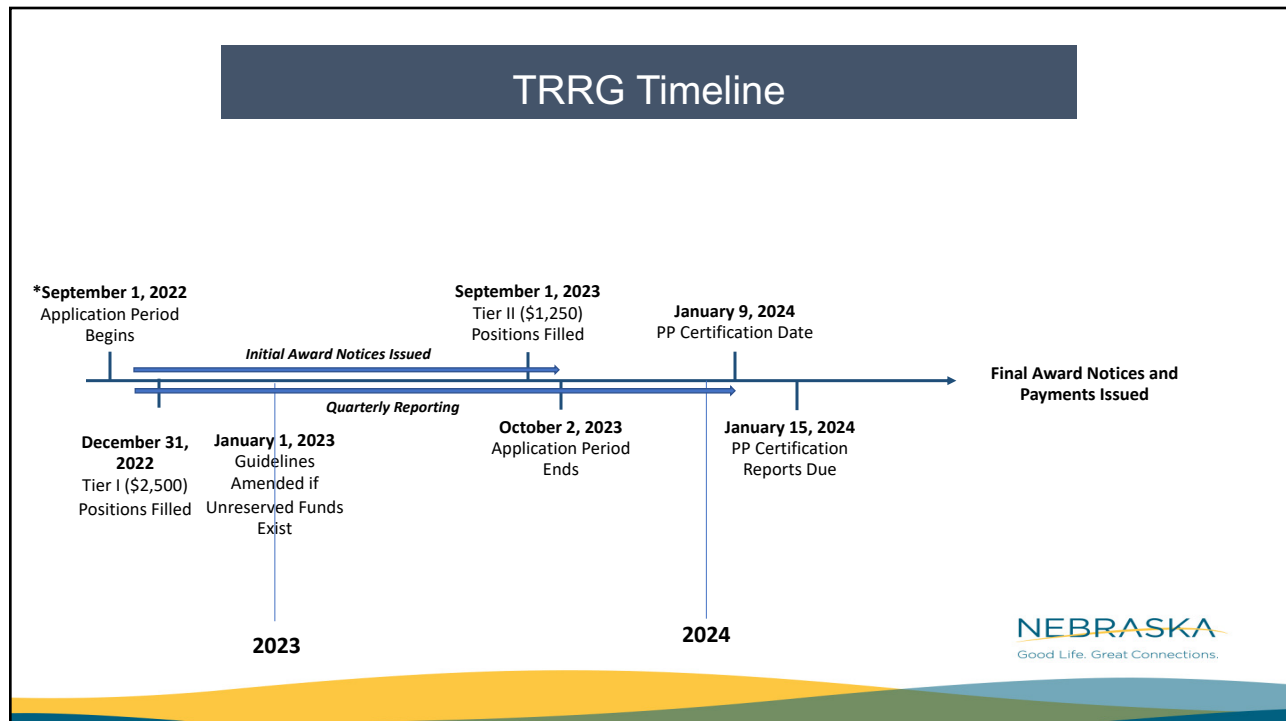 TRRG Timeline
*September 1, 2022
Application Period
Begins
September 1, 2023
Tier II ($1,250)
Positions Filled
January 9, 2024
PP Certification Date
Initial Award Notices Issued
Final Award Notices and
Payments Issued
Quarterly Reporting
December 31,
2022
Tier I ($2,500)
Positions Filled
January 1, 2023
Guidelines
Amended if
Unreserved Funds
Exist
October 2, 2023
Application Period
Ends
January 15, 2024
PP Certification
Reports Due
2023
2024
NEBRASKA
Good Life. Great Connections.